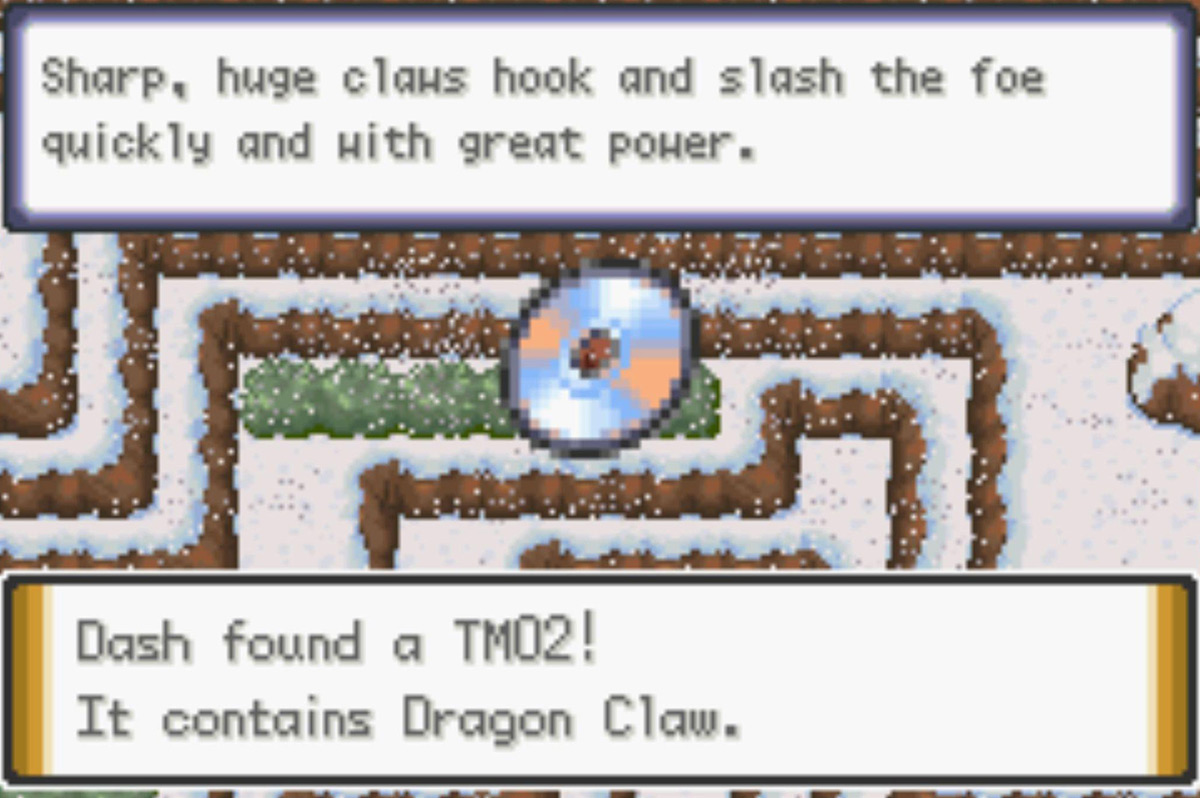 Sharp, huge claws hook and slash the foe
quickly and with great power.
Dash found a TM02!
It contains Dragon Claw.